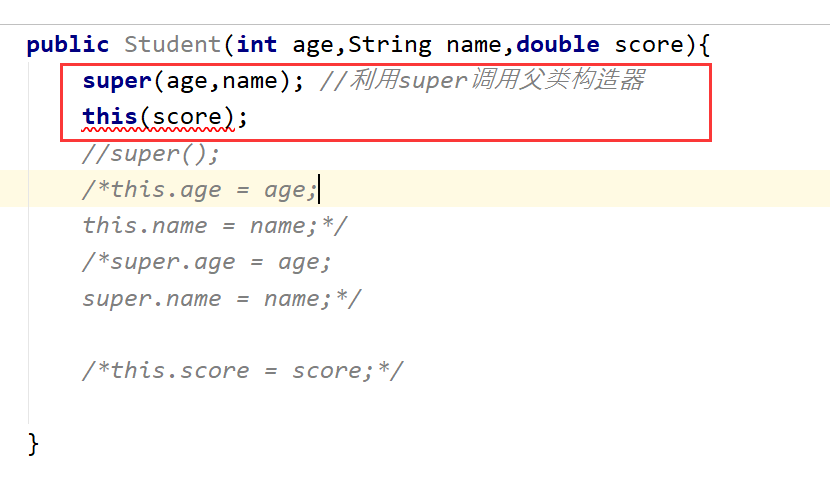 public Student(int age,String name,double score){
super(age,name); //利用super调用父类构造器
this(score);
//super();
/*this.age = age;
this.name = name;*/
/*super.age = age;
super.name = name;*/
/*this.score = score;*/
}